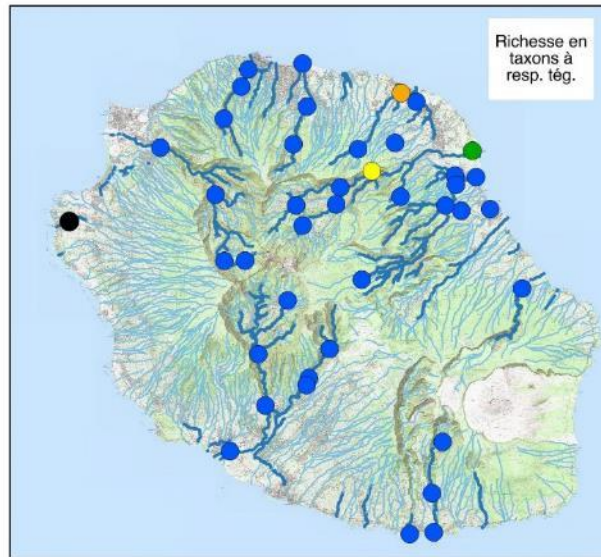 Richesse en
taxons à
resp. tég.